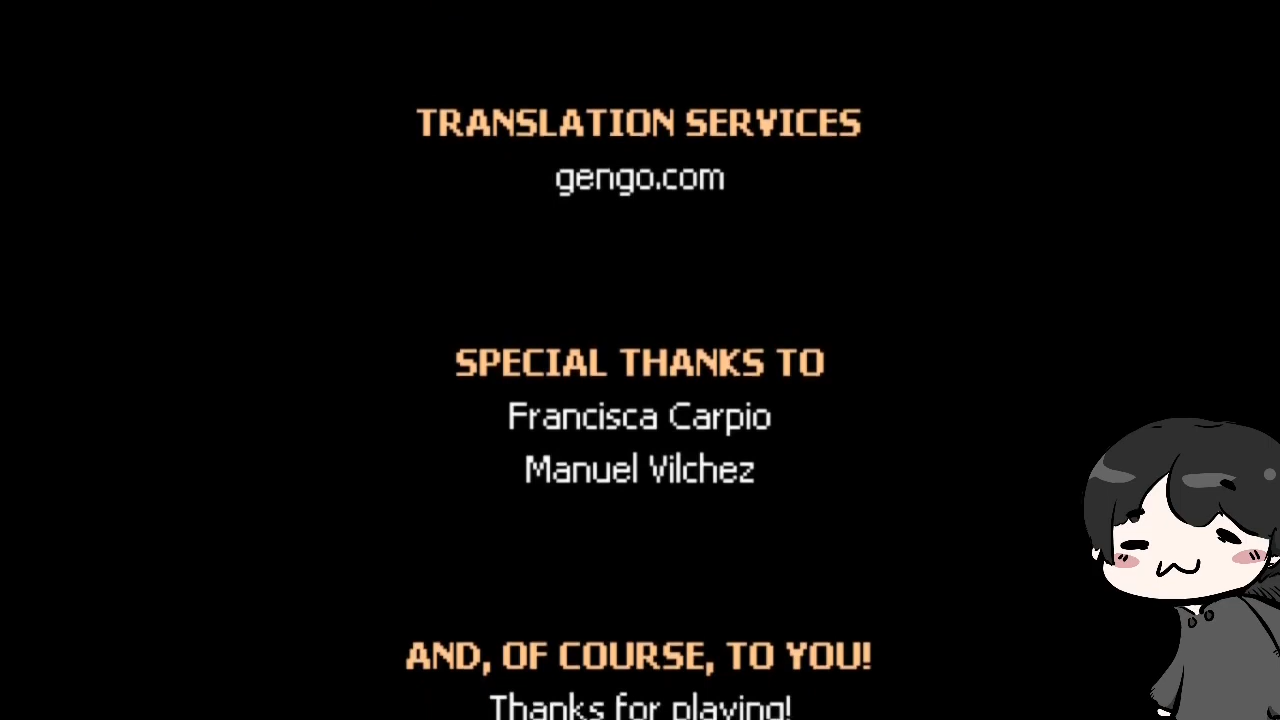 TRANSLATION SERVICES
gengo.com
SPECIAL THANKS TO
Francisca Carpio
Manuel Vilchez
AND, OF COURSE, TO YOU!
Thanks for playing!